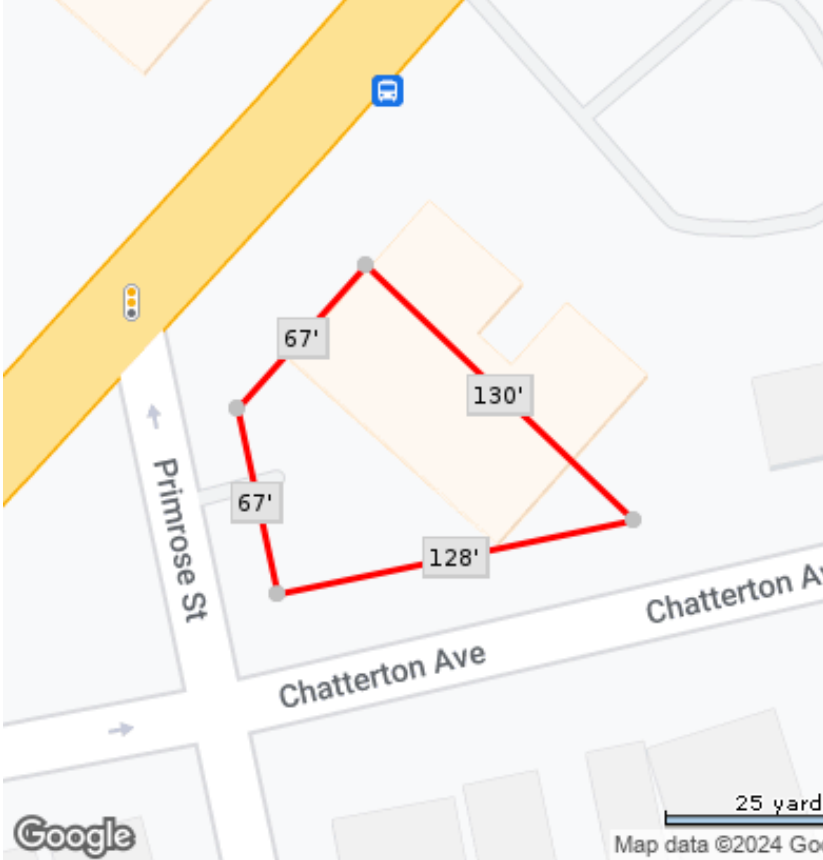 67'
130'
67'
128'
Primrose St
Chatterton Av
Chatterton Ave
25 yard
Google
Map data ©2024 Goo